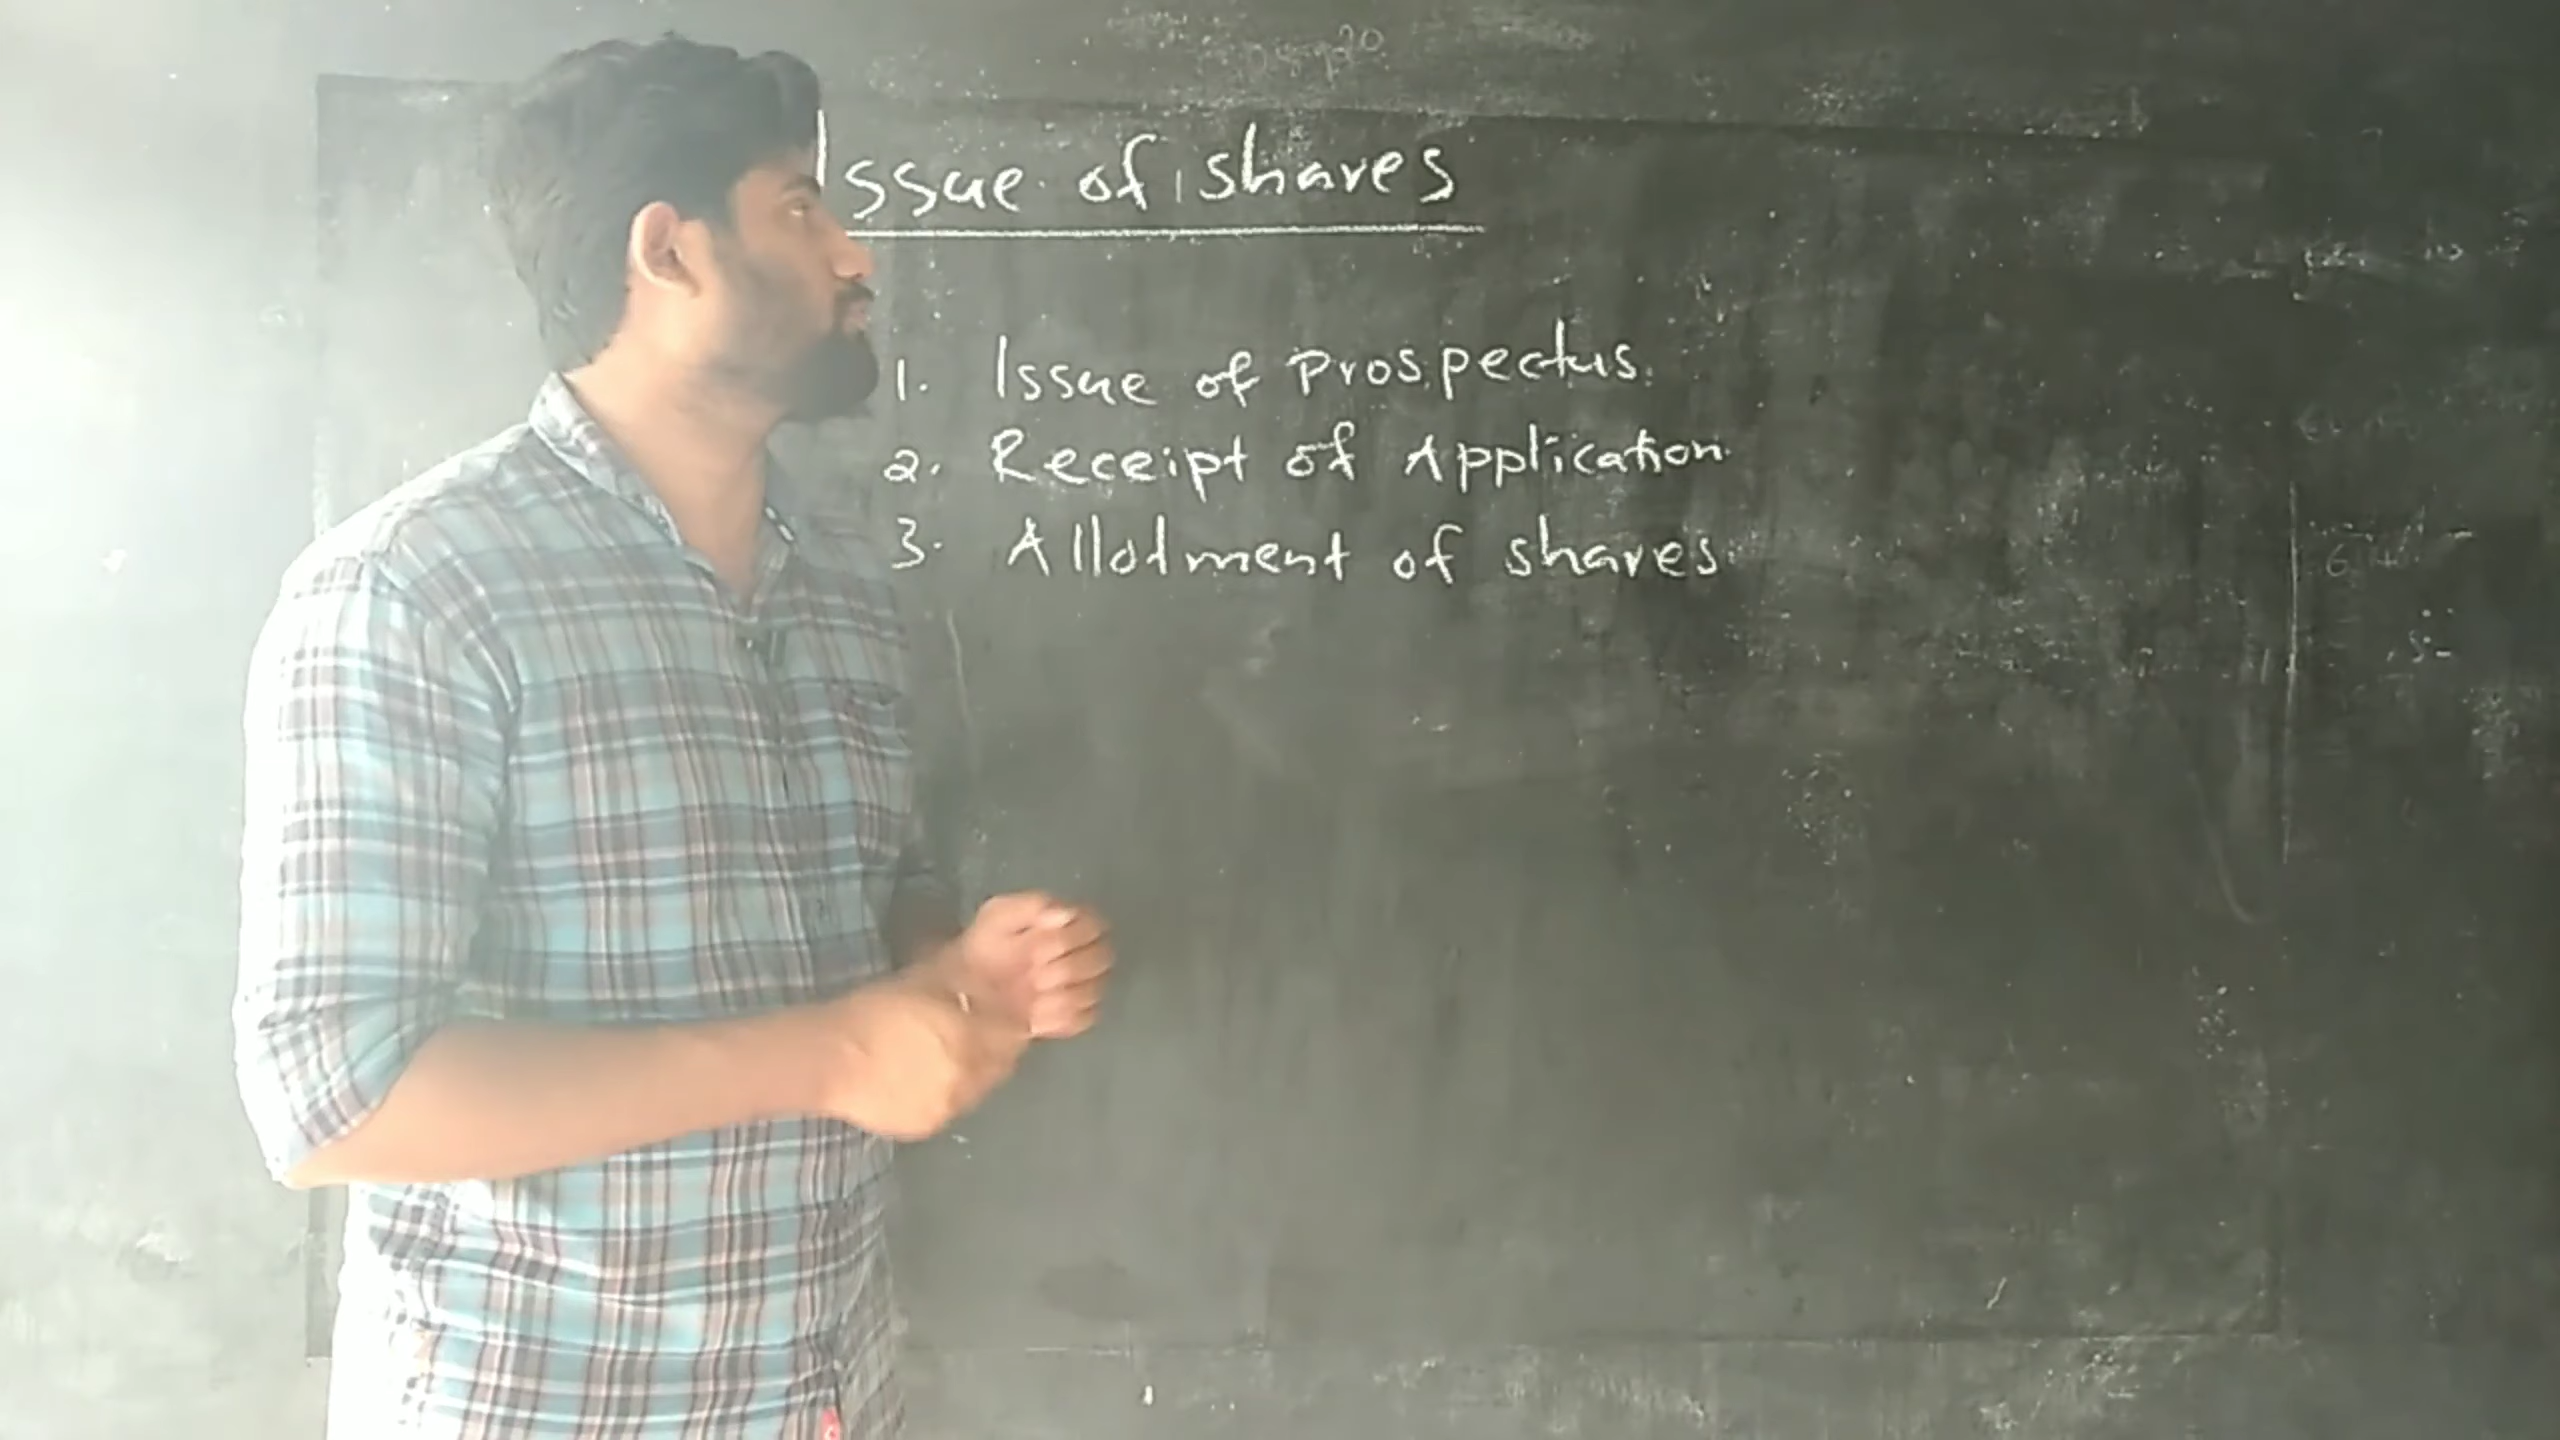 Issue of shares
1. Issue of Prospectus.
2. Receipt of Application.
3. Allotment of shares.